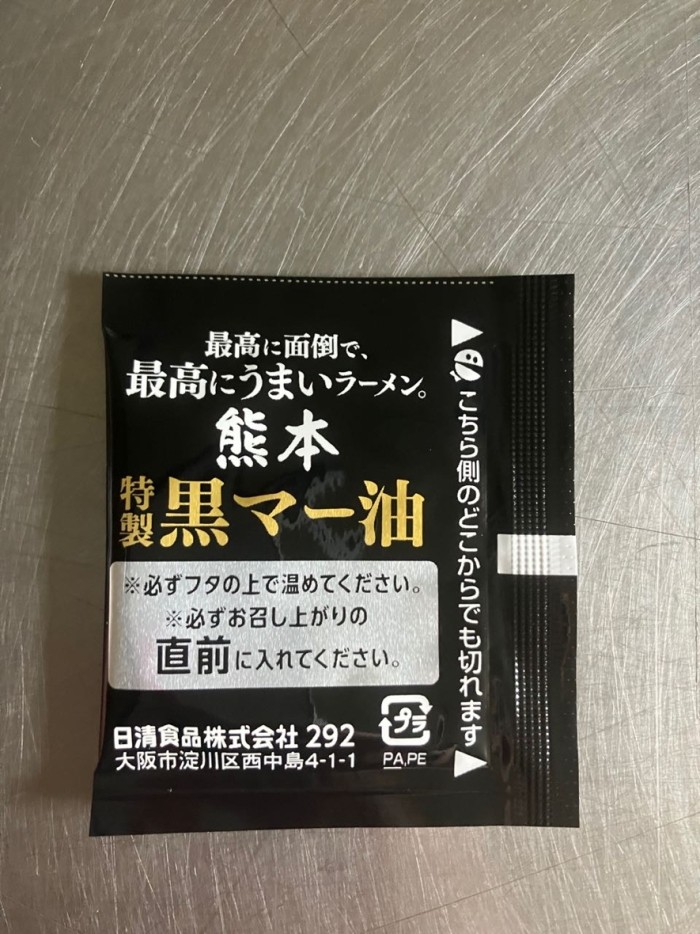 最高に面倒で、
最高にうまいラーメン。
熊本
特製黒マー油
※必ずフタの上で温めてください。
※必ずお召し上がりの
直前に入れてください。
日清食品株式会社 292
大阪市淀川区西中島4-1-1
プラ
PA,PE
こちら側のどこからでも切れます